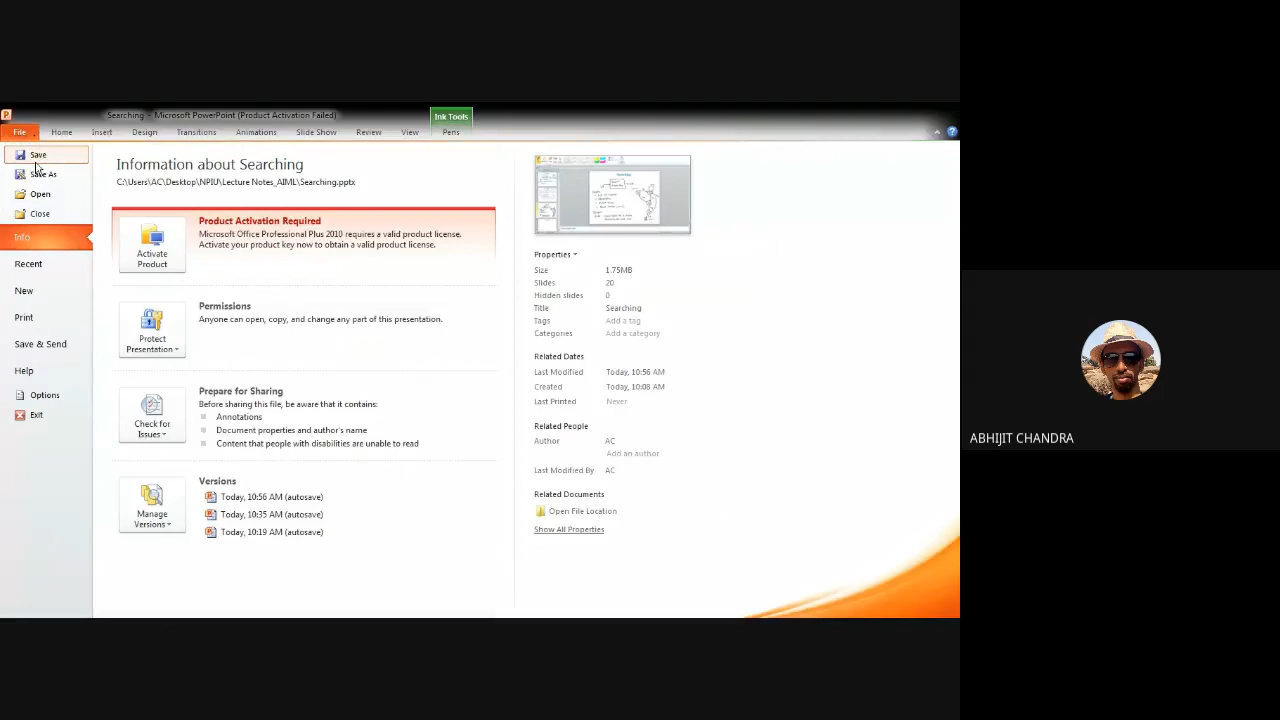 Searching - Microsoft PowerPoint (Product Activation Failed)
Ink Tools
File Home Insert Design Transitions Animations Slide Show Review View Pens
Save
Save As
Open
Close
Info
Recent
New
Print
Save & Send
Help
Options
Exit
Information about Searching
C:\Users\AC\Desktop\NPIU\Lecture Notes_AIML\Searching.pptx
Activate Product
Product Activation Required
Microsoft Office Professional Plus 2010 requires a valid product license.
Activate your product key now to obtain a valid product license.
Protect Presentation
Permissions
Anyone can open, copy, and change any part of this presentation.
Check for Issues
Prepare for Sharing
Before sharing this file, be aware that it contains:
Annotations
Document properties and author's name
Content that people with disabilities are unable to read
Manage Versions
Versions
Today, 10:56 AM (autosave)
Today, 10:35 AM (autosave)
Today, 10:19 AM (autosave)
Properties
Size 1.75MB
Slides 20
Hidden slides 0
Title Searching
Tags Add a tag
Categories Add a category
Related Dates
Last Modified Today, 10:56 AM
Created Today, 10:08 AM
Last Printed Never
Related People
Author AC
Add an author
Last Modified By AC
Related Documents
Open File Location
Show All Properties
ABHIJIT CHANDRA